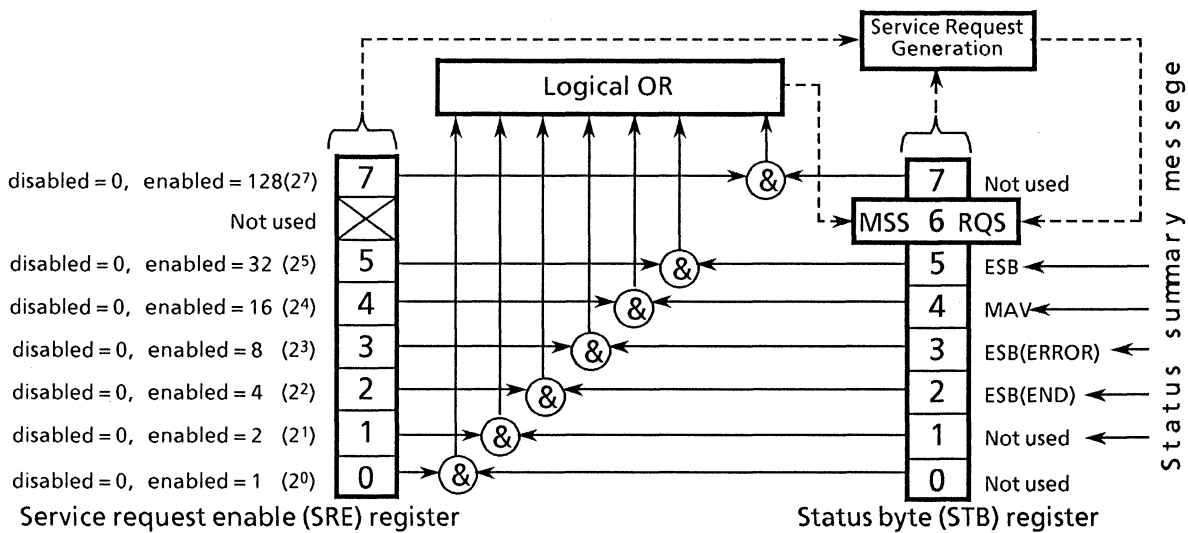 Service Request
Generation
Logical OR
disabled = 0, enabled = 128(2⁷)
7
&
7
Not used
Not used
MSS 6 RQS
disabled = 0, enabled = 32 (2⁵)
5
&
5
ESB
disabled = 0, enabled = 16 (2⁴)
4
&
4
MAV
disabled = 0, enabled = 8 (2³)
3
&
3
ESB(ERROR)
disabled = 0, enabled = 4 (2²)
2
&
2
ESB(END)
disabled = 0, enabled = 2 (2¹)
1
&
1
Not used
disabled = 0, enabled = 1 (2⁰)
0
&
0
Not used
Service request enable (SRE) register
Status byte (STB) register
Status summary messege